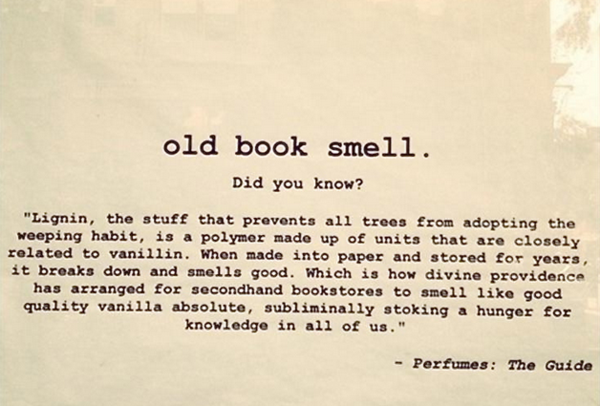 old book smell.
Did you know?
"Lignin, the stuff that prevents all trees from adopting the
weeping habit, is a polymer made up of units that are closely
related to vanillin. When made into paper and stored for years,
it breaks down and smells good. Which is how divine providence
has arranged for secondhand bookstores to smell like good
quality vanilla absolute, subliminally stoking a hunger for
knowledge in all of us."
- Perfumes: The Guide